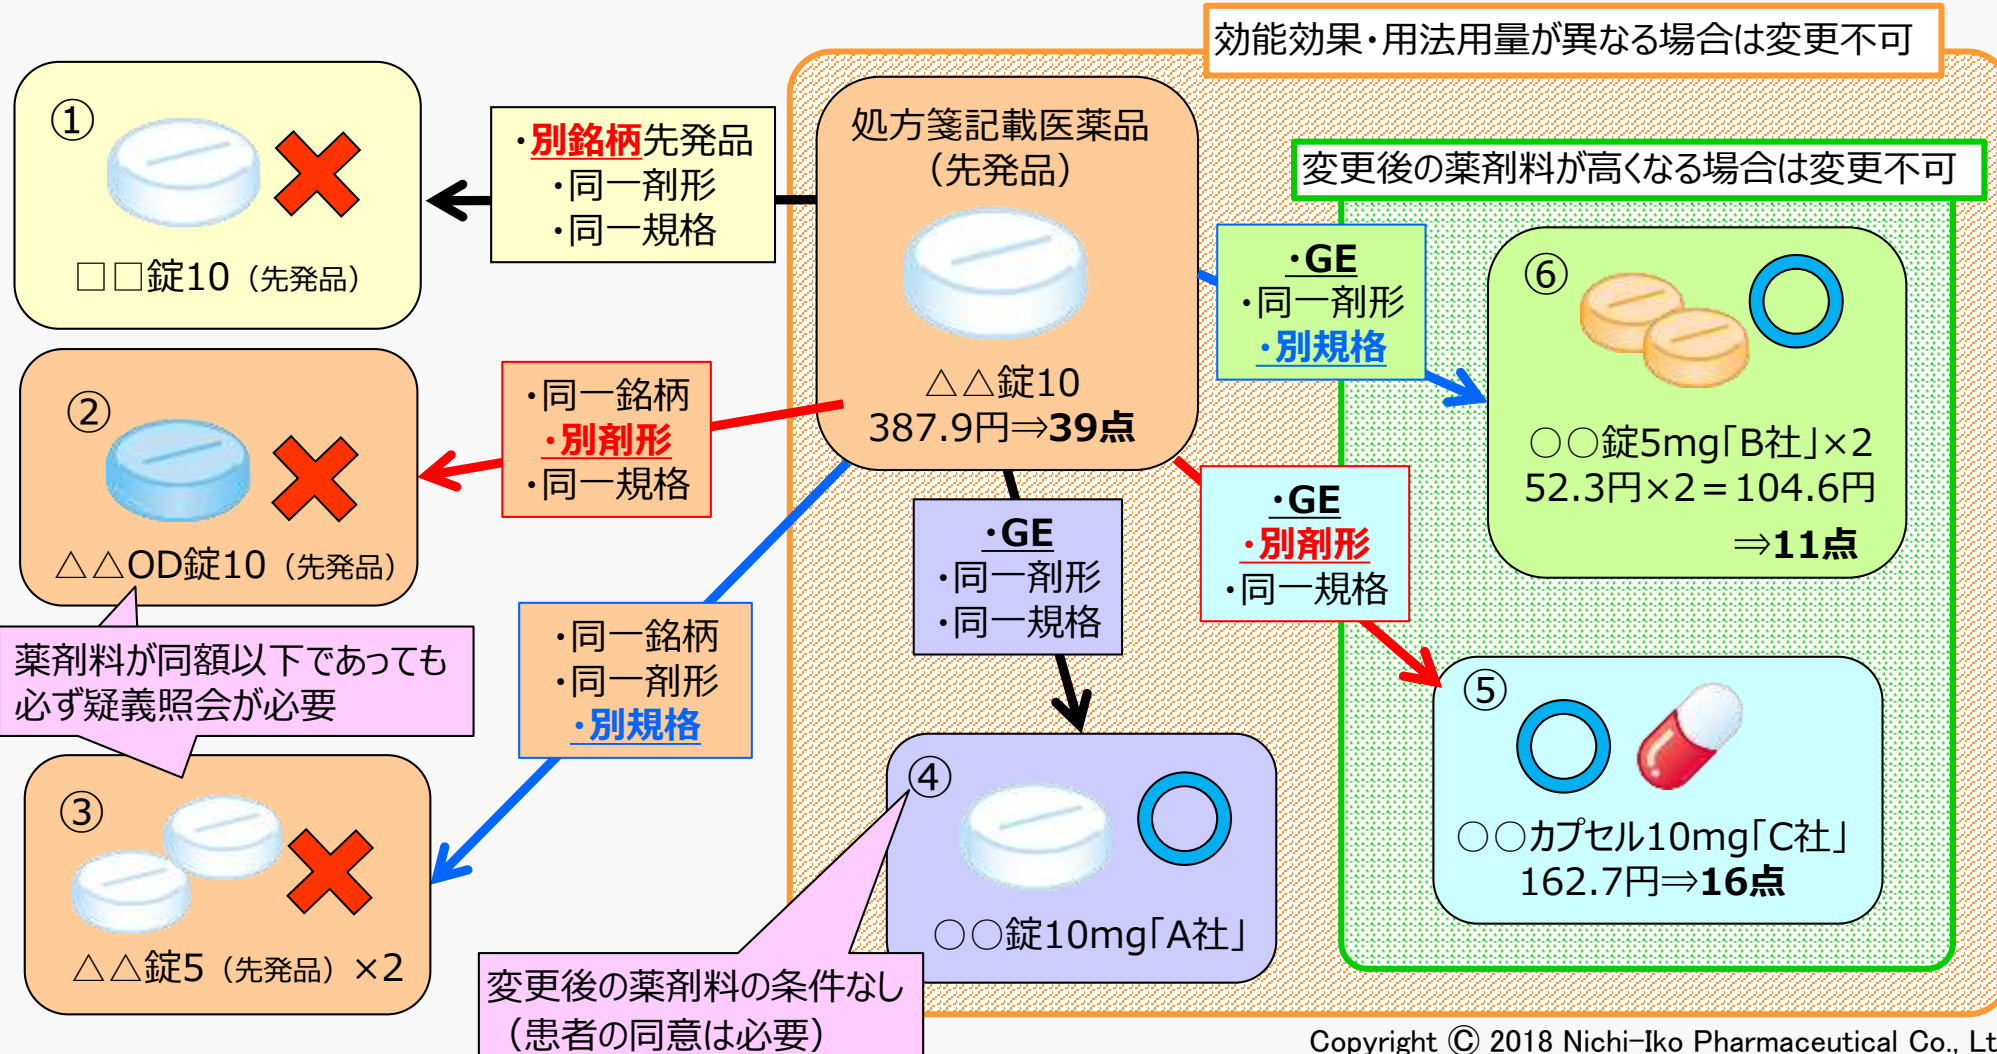 効能効果・用法用量が異なる場合は変更不可
①
□□錠10（先発品）
・別銘柄先発品
・同一剤形
・同一規格
処方箋記載医薬品
（先発品）
△△錠10
387.9円⇒39点
変更後の薬剤料が高くなる場合は変更不可
・GE
・同一剤形
・別規格
⑥
○○錠5mg「B社」×2
52.3円×2＝104.6円
⇒11点
②
△△OD錠10（先発品）
・同一銘柄
・別剤形
・同一規格
薬剤料が同額以下であっても
必ず疑義照会が必要
・同一銘柄
・同一剤形
・別規格
③
△△錠5（先発品）×2
・GE
・同一剤形
・同一規格
④
○○錠10mg「A社」
変更後の薬剤料の条件なし
（患者の同意は必要）
・GE
・別剤形
・同一規格
⑤
○○カプセル10mg「C社」
162.7円⇒16点
Copyright Ⓒ 2018 Nichi-Iko Pharmaceutical Co., Lt